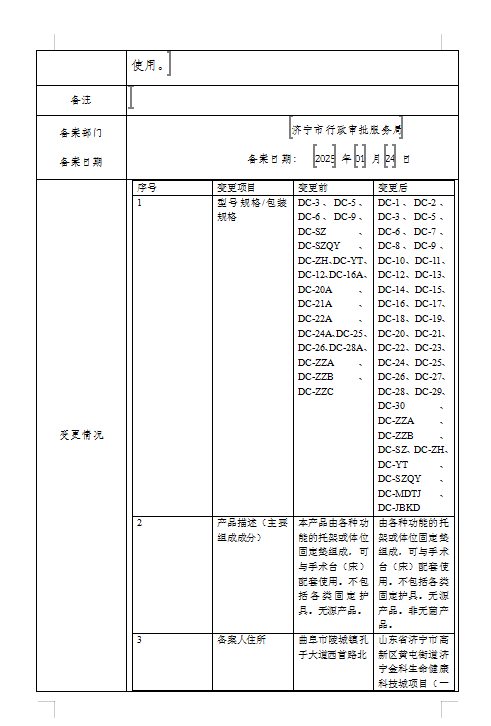 使用。
备注
备案部门
备案日期
济宁市行政审批服务局
备案日期： 2025 年 01 月 24 日
变更情况
序号 变更项目 变更前 变更后
1
型号规格/包装
规格
DC-3、DC-5、
DC-6、DC-9、
DC-SZ、
DC-SZQY、
DC-ZH、DC-YT、
DC-12、DC-16A、
DC-20A、
DC-21A、
DC-22A、
DC-24A、DC-25、
DC-26、DC-28A、
DC-ZZA、
DC-ZZB、
DC-ZZC
DC-1、DC-2、
DC-3、DC-5、
DC-6、DC-7、
DC-8、DC-9、
DC-10、DC-11、
DC-12、DC-13、
DC-14、DC-15、
DC-16、DC-17、
DC-18、DC-19、
DC-20、DC-21、
DC-22、DC-23、
DC-24、DC-25、
DC-26、DC-27、
DC-28、DC-29、
DC-30、
DC-ZZA、
DC-ZZB、
DC-SZ、DC-ZH、
DC-YT、
DC-SZQY、
DC-MDTJ、
DC-JBKD
2
产品描述（主要
组成成分）
本产品由各种功
能的托架或体位
固定垫组成，可
与手术台（床）
配套使用。不包
括各类固定护
具。无源产品。
由各种功能的托
架或体位固定垫
组成，可与手术
台（床）配套使
用。不包括各类
固定护具。无源
产品。非无菌产
品。
3
备案人住所
曲阜市陵城镇孔
子大道西首路北
山东省济宁市高
新区黄屯街道济
宁金科生命健康
科技城项目（一